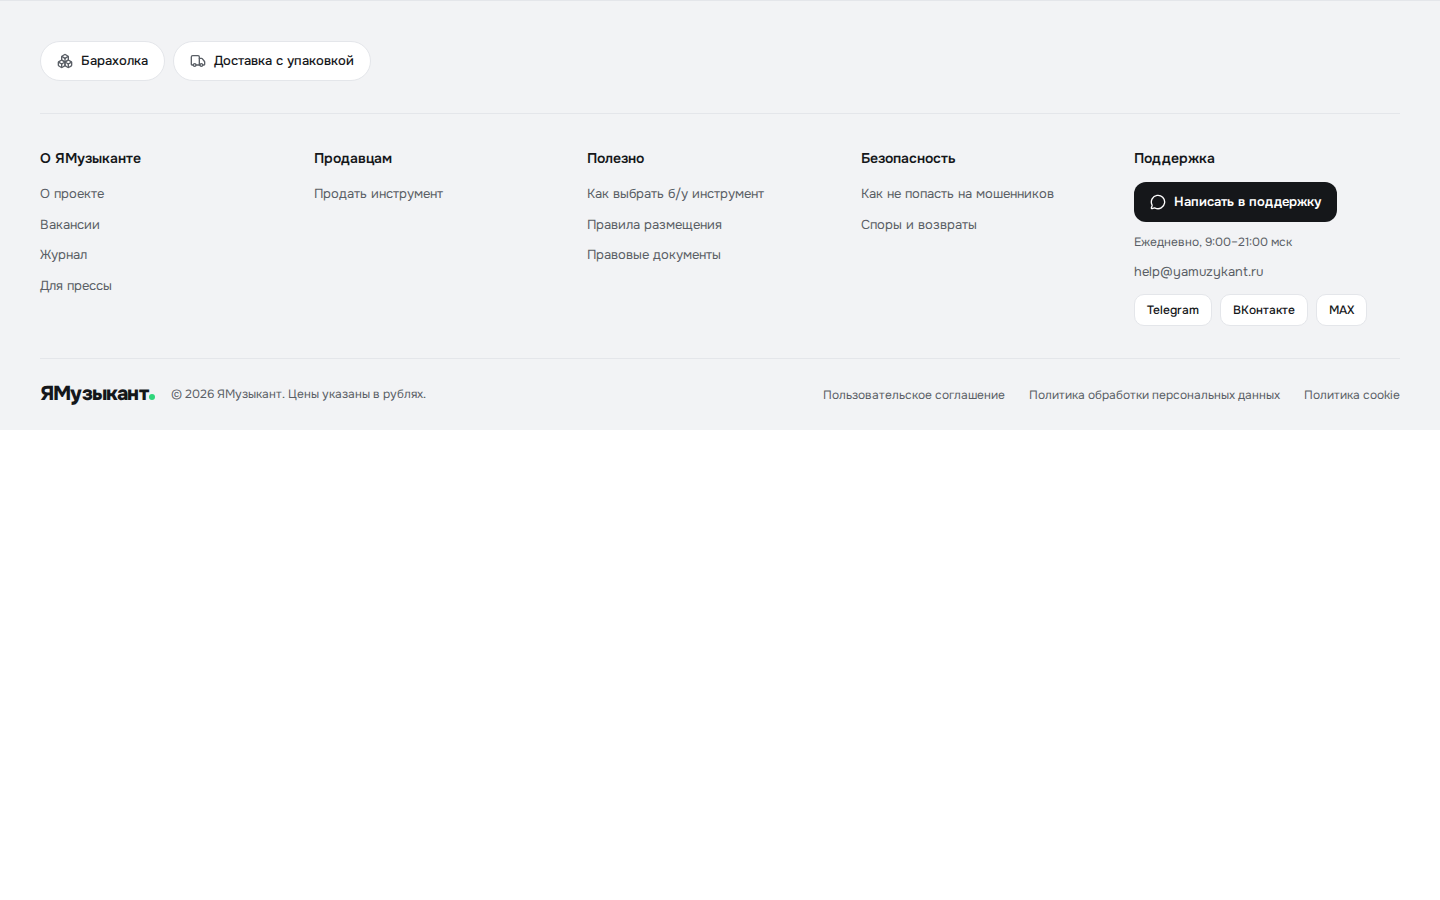 Барахолка
Доставка с упаковкой
О ЯМузыканте
О проекте
Вакансии
Журнал
Для прессы
Продавцам
Продать инструмент
Полезно
Как выбрать б/у инструмент
Правила размещения
Правовые документы
Безопасность
Как не попасть на мошенников
Споры и возвраты
Поддержка
Написать в поддержку
Ежедневно, 9:00–21:00 мск
help@yamuzykant.ru
Telegram
ВКонтакте
MAX
ЯМузыкант.
© 2026 ЯМузыкант. Цены указаны в рублях.
Пользовательское соглашение
Политика обработки персональных данных
Политика cookie